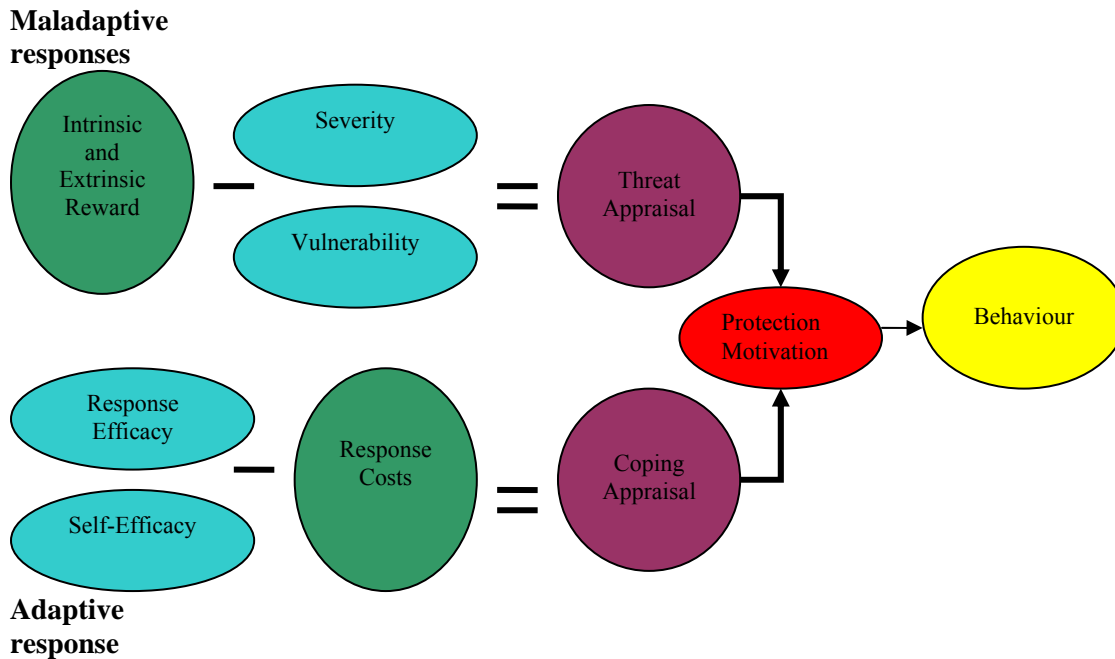 Maladaptive
responses
Intrinsic
and
Extrinsic
Reward
Severity
Vulnerability
Threat
Appraisal
Protection
Motivation
Behaviour
Response
Efficacy
Self-Efficacy
Response
Costs
Coping
Appraisal
Adaptive
response